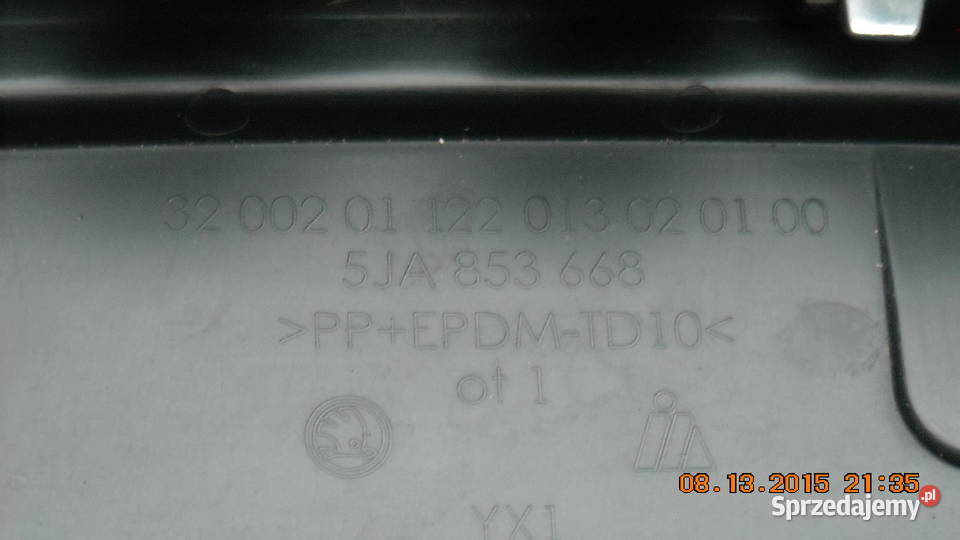 32 002 01 122 013 02 01 00
5JA 853 668
>PP+EPDM-TD10<
ot 1
YX1
08.13.2015 21:35
Sprzedajemy.pl